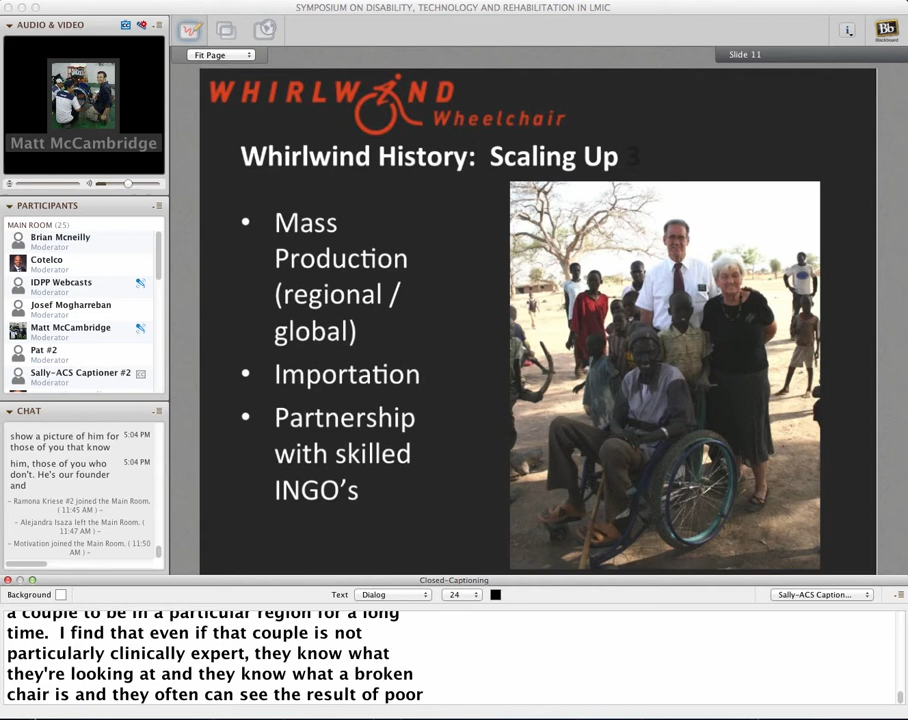 SYMPOSIUM ON DISABILITY, TECHNOLOGY AND REHABILITATION IN LMIC
AUDIO & VIDEO
Matt McCambridge
PARTICIPANTS
MAIN ROOM (25)
Brian Mcneilly
Moderator
Cotelco
Moderator
IDPP Webcasts
Moderator
Josef Mogharreban
Moderator
Matt McCambridge
Moderator
Pat #2
Moderator
Sally-ACS Captioner #2
Moderator
CHAT
show a picture of him for 5:04 PM
those of you that know
him, those of you who 5:04 PM
don't. He's our founder
and
- Ramona Kriese #2 joined the Main Room.
( 11:45 AM ) -
- Alejandra Isaza left the Main Room. (
11:47 AM ) -
- Motivation joined the Main Room. ( 11:50
AM ) -
Fit Page
Slide 11
Bb
Blackboard
WHIRLWIND
Wheelchair
Whirlwind History: Scaling Up 3
• Mass
Production
(regional /
global)
• Importation
• Partnership
with skilled
INGO's
Closed-Captioning
Background
Text
Dialog
24
Sally-ACS Caption...
a couple to be in a particular region for a long
time. I find that even if that couple is not
particularly clinically expert, they know what
they're looking at and they know what a broken
chair is and they often can see the result of poor